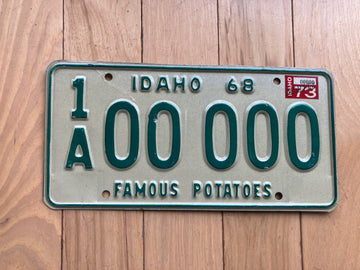 IDAHO 68
IDAHO
73
1/A 00 000
FAMOUS POTATOES